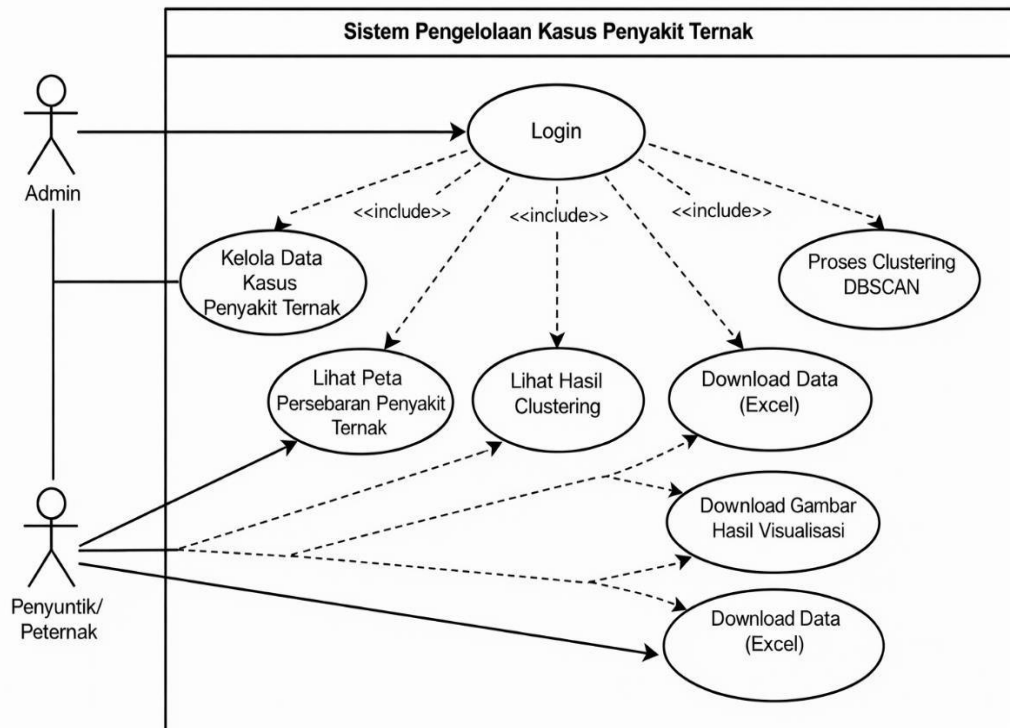 Sistem Pengelolaan Kasus Penyakit Ternak
Login
Admin
<<include>>
<<include>>
<<include>>
Kelola Data
Kasus
Penyakit Ternak
Proses Clustering
DBSCAN
Lihat Peta
Persebaran Penyakit
Ternak
Lihat Hasil
Clustering
Download Data
(Excel)
Download Gambar
Hasil Visualisasi
Penyuntik/
Peternak
Download Data
(Excel)